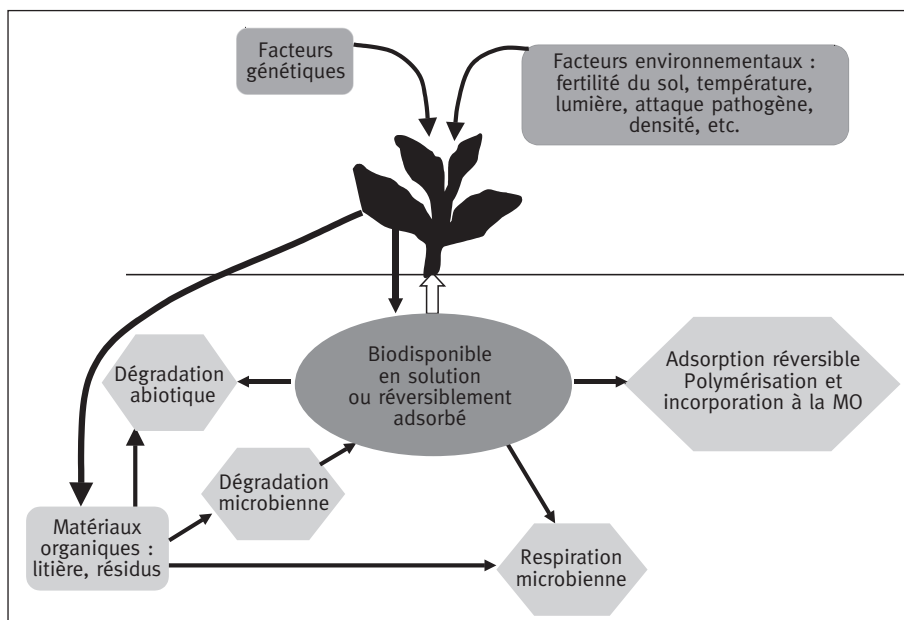 Facteurs
génétiques
Facteurs environnementaux :
fertilité du sol, température,
lumière, attaque pathogène,
densité, etc.
Dégradation
abiotique
Biodisponible
en solution
ou réversiblement
adsorbé
Adsorption réversible
Polymérisation et
incorporation à la MO
Dégradation
microbienne
Matériaux
organiques :
litière, résidus
Respiration
microbienne